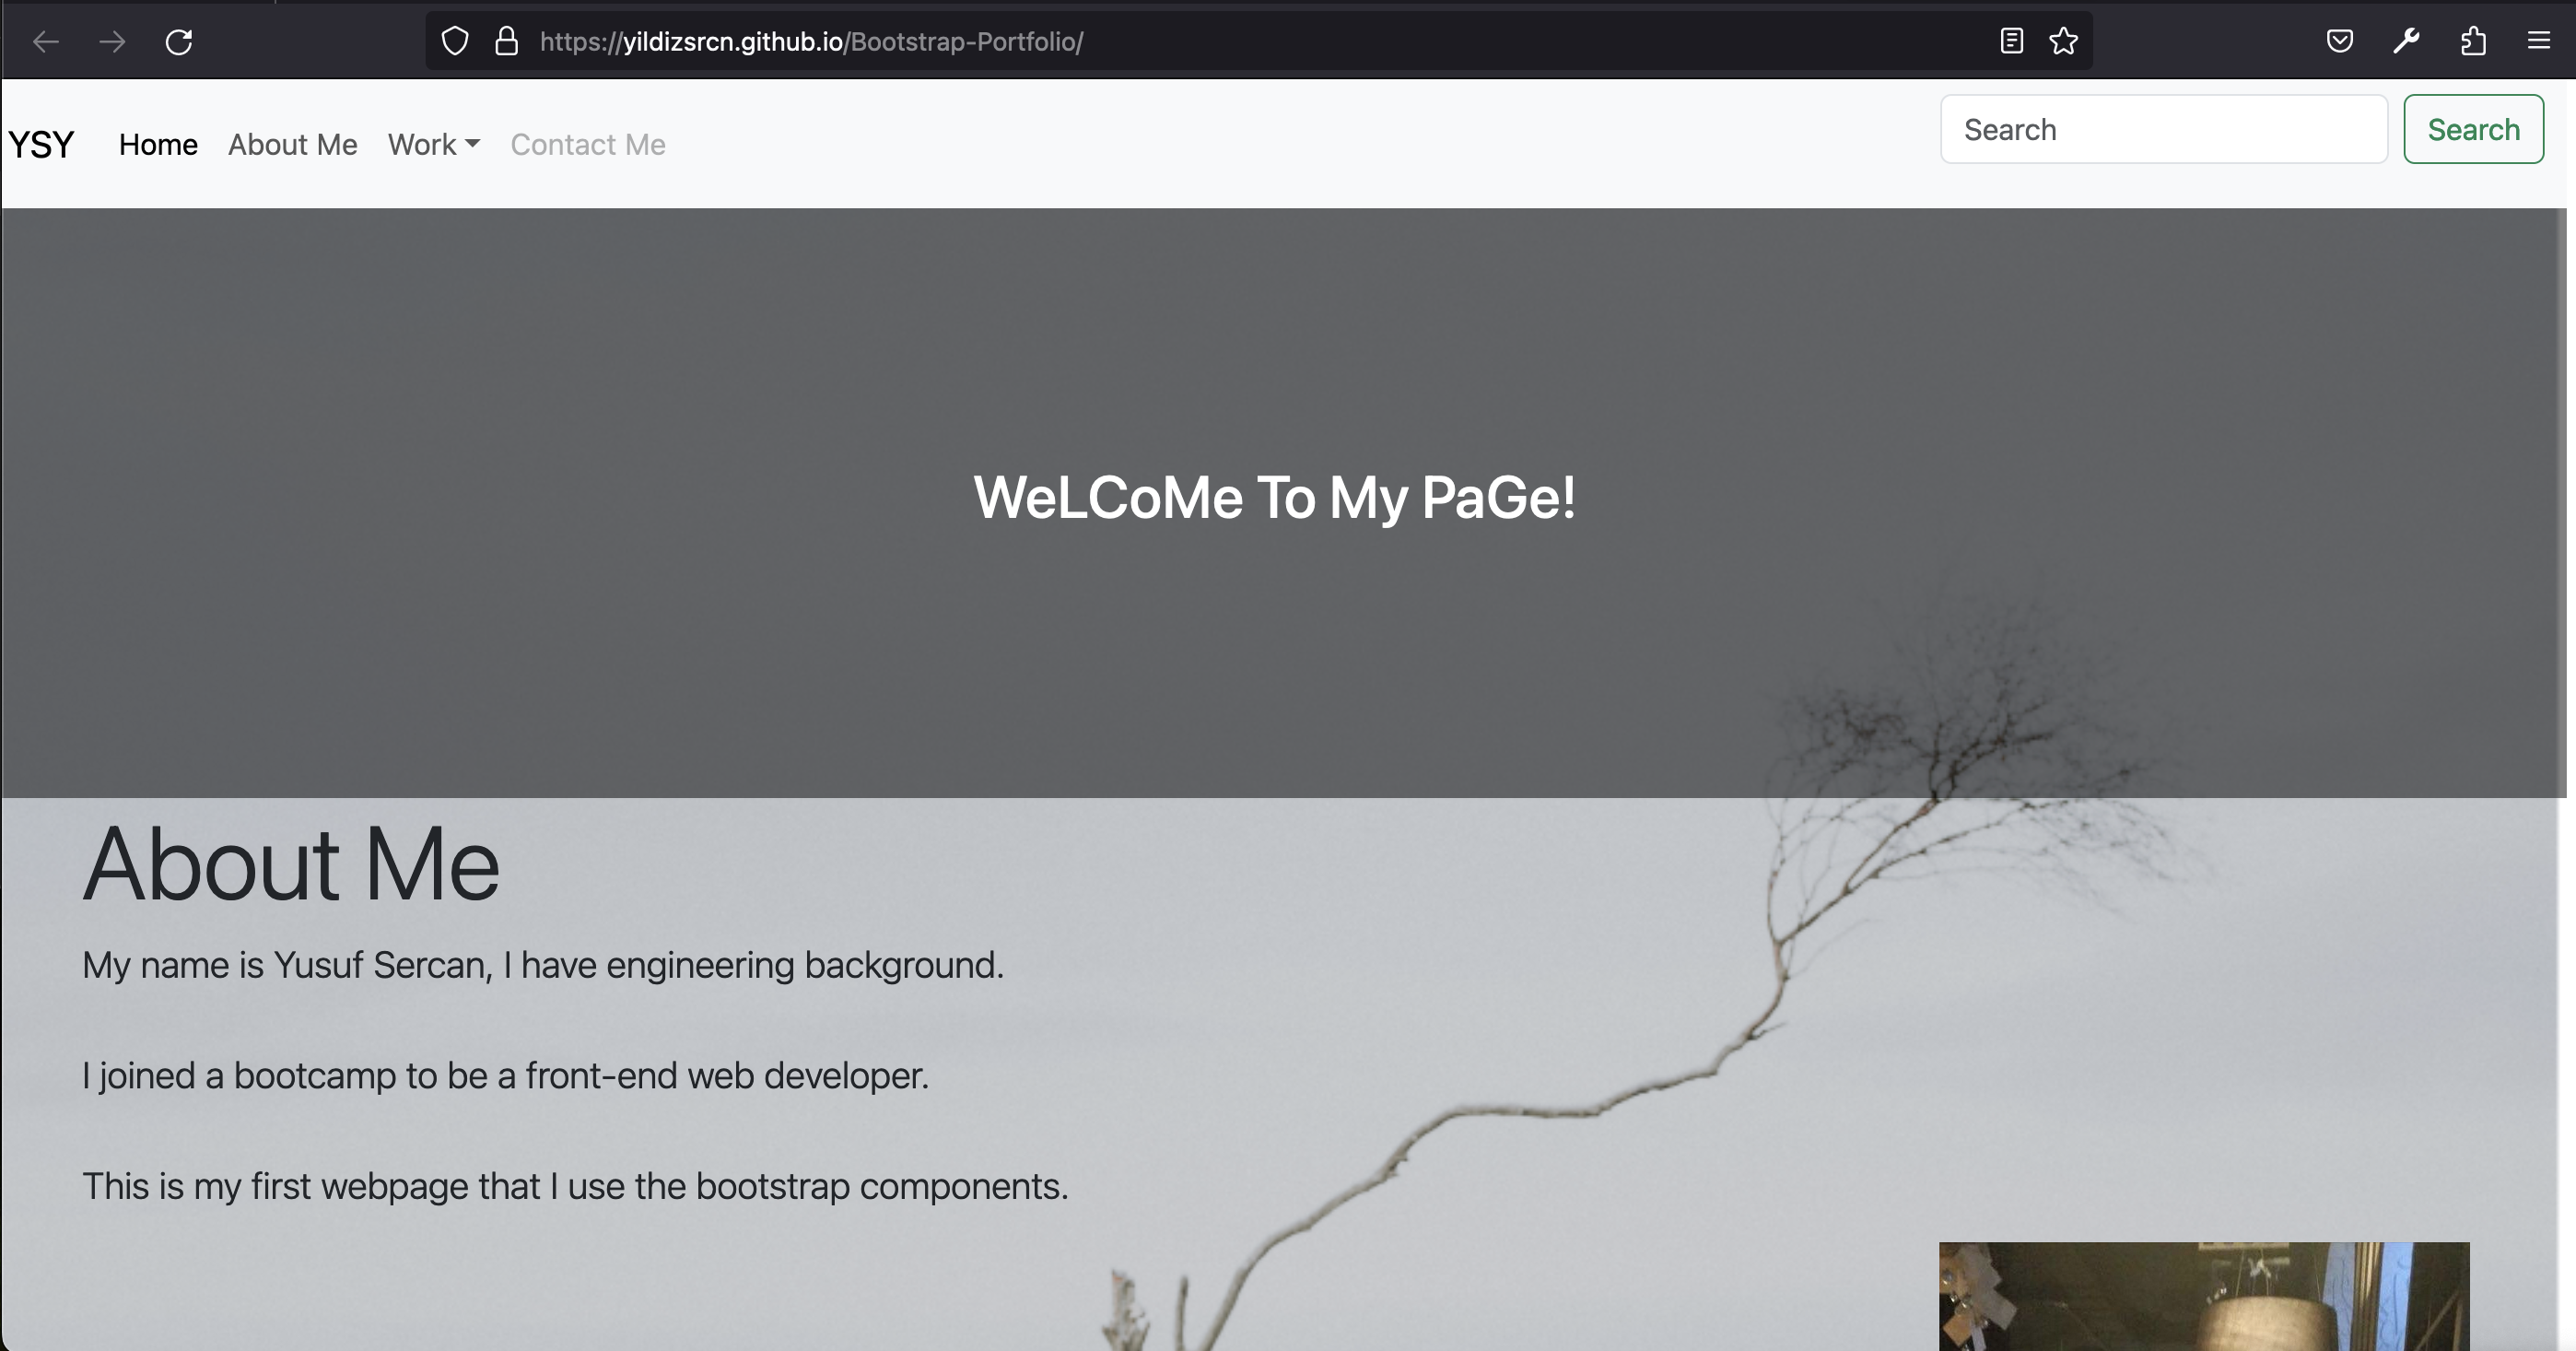 https://yildizsrcn.github.io/Bootstrap-Portfolio/
YSY Home About Me Work Contact Me Search Search
WeLCoMe To My PaGe!
About Me
My name is Yusuf Sercan, I have engineering background.
I joined a bootcamp to be a front-end web developer.
This is my first webpage that I use the bootstrap components.